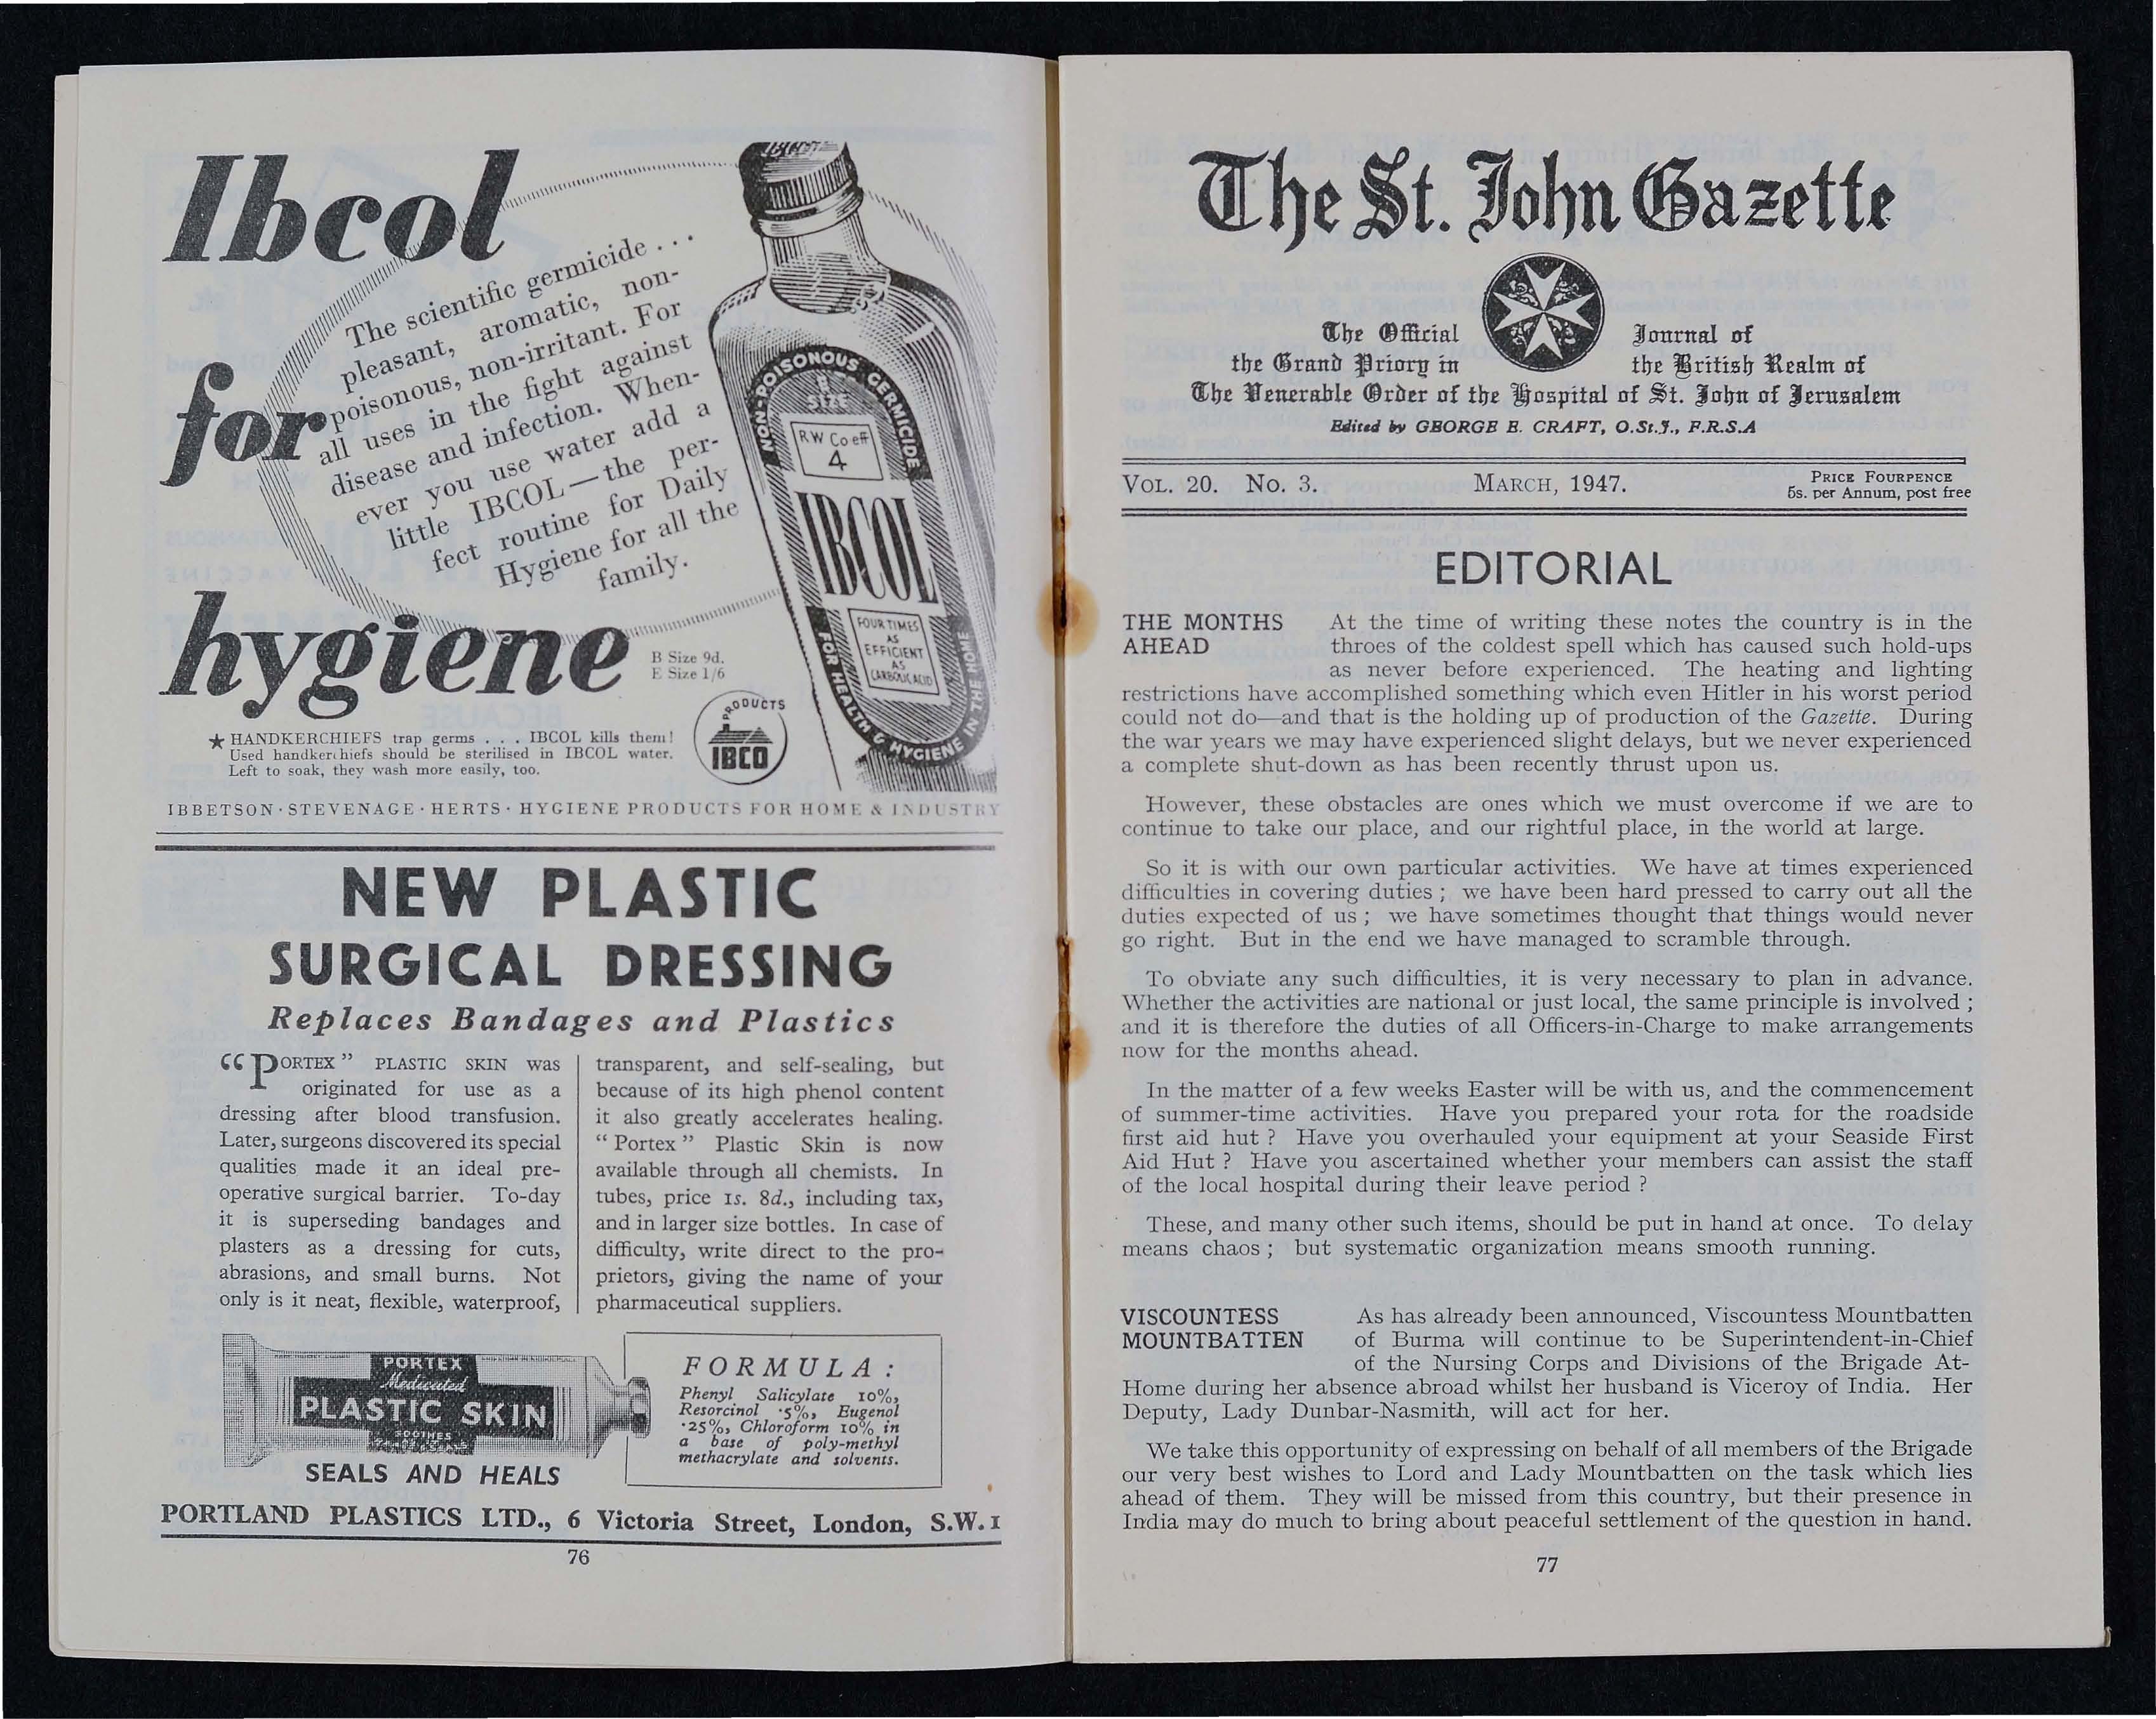 Ibcol
for
hygiene
The scientific germicide . . .
pleasant, aromatic, non-
poisonous, non-irritant. For
all uses in the fight against
disease and infection. When-
ever you use water add a
little IBCOL—the per-
fect routine for Daily
Hygiene for all the
family.
NON-POISONOUS GERMICIDE
B
SIZE
RW Coeff
4
IBCOL
FOUR TIMES
AS
EFFICIENT
AS
CARBOLIC ACID
FOR HEALTH & HYGIENE IN THE HOME
B Size 9d.
E Size 1/6
PRODUCTS
IBCO
★ HANDKERCHIEFS trap germs . . . IBCOL kills them!
Used handkerchiefs should be sterilised in IBCOL water.
Left to soak, they wash more easily, too.
IBBETSON · STEVENAGE · HERTS · HYGIENE PRODUCTS FOR HOME & INDUSTRY
NEW PLASTIC
SURGICAL DRESSING
Replaces Bandages and Plastics
“PORTEX” PLASTIC SKIN was
originated for use as a
dressing after blood transfusion.
Later, surgeons discovered its special
qualities made it an ideal pre-
operative surgical barrier. To-day
it is superseding bandages and
plasters as a dressing for cuts,
abrasions, and small burns. Not
only is it neat, flexible, waterproof,
transparent, and self-sealing, but
because of its high phenol content
it also greatly accelerates healing.
“Portex” Plastic Skin is now
available through all chemists. In
tubes, price 1s. 8d., including tax,
and in larger size bottles. In case of
difficulty, write direct to the pro-
prietors, giving the name of your
pharmaceutical suppliers.
PORTEX
Medicated
PLASTIC SKIN
SOOTHES
SEALS AND HEALS
FORMULA:
Phenyl Salicylate 10%,
Resorcinol ·5%, Eugenol
·25%, Chloroform 10% in
a base of poly-methyl
methacrylate and solvents.
PORTLAND PLASTICS LTD., 6 Victoria Street, London, S.W.1
76
The St. John Gazette
The Official Journal of
the Grand Priory in the British Realm of
The Venerable Order of the Hospital of St. John of Jerusalem
Edited by GEORGE E. CRAFT, O.St.J., F.R.S.A
VOL. 20. No. 3. MARCH, 1947. PRICE FOURPENCE
5s. per Annum, post free
EDITORIAL
THE MONTHS AHEAD
At the time of writing these notes the country is in the
throes of the coldest spell which has caused such hold-ups
as never before experienced. The heating and lighting
restrictions have accomplished something which even Hitler in his worst period
could not do—and that is the holding up of production of the Gazette. During
the war years we may have experienced slight delays, but we never experienced
a complete shut-down as has been recently thrust upon us.
However, these obstacles are ones which we must overcome if we are to
continue to take our place, and our rightful place, in the world at large.
So it is with our own particular activities. We have at times experienced
difficulties in covering duties ; we have been hard pressed to carry out all the
duties expected of us ; we have sometimes thought that things would never
go right. But in the end we have managed to scramble through.
To obviate any such difficulties, it is very necessary to plan in advance.
Whether the activities are national or just local, the same principle is involved ;
and it is therefore the duties of all Officers-in-Charge to make arrangements
now for the months ahead.
In the matter of a few weeks Easter will be with us, and the commencement
of summer-time activities. Have you prepared your rota for the roadside
first aid hut ? Have you overhauled your equipment at your Seaside First
Aid Hut ? Have you ascertained whether your members can assist the staff
of the local hospital during their leave period ?
These, and many other such items, should be put in hand at once. To delay
means chaos ; but systematic organization means smooth running.
VISCOUNTESS MOUNTBATTEN
As has already been announced, Viscountess Mountbatten
of Burma will continue to be Superintendent-in-Chief
of the Nursing Corps and Divisions of the Brigade At-
Home during her absence abroad whilst her husband is Viceroy of India. Her
Deputy, Lady Dunbar-Nasmith, will act for her.
We take this opportunity of expressing on behalf of all members of the Brigade
our very best wishes to Lord and Lady Mountbatten on the task which lies
ahead of them. They will be missed from this country, but their presence in
India may do much to bring about peaceful settlement of the question in hand.
77